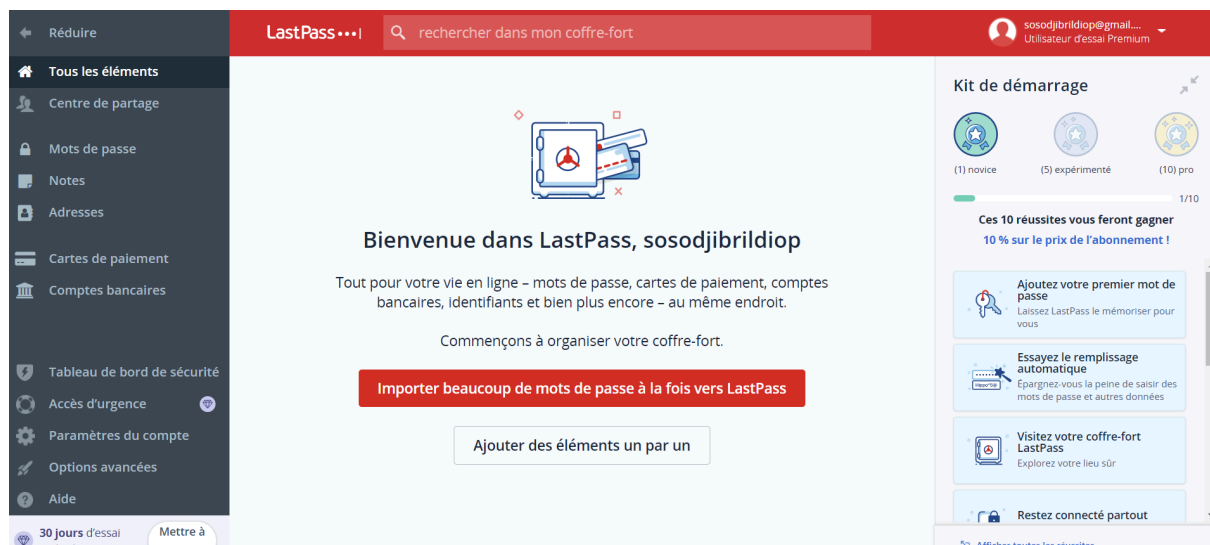 Réduire
LastPass
rechercher dans mon coffre-fort
sosodjibrildiop@gmail....
Utilisateur d'essai Premium
Tous les éléments
Centre de partage
Mots de passe
Notes
Adresses
Cartes de paiement
Comptes bancaires
Tableau de bord de sécurité
Accès d'urgence
Paramètres du compte
Options avancées
Aide
30 jours d'essai
Mettre à
Bienvenue dans LastPass, sosodjibrildiop
Tout pour votre vie en ligne – mots de passe, cartes de paiement, comptes
bancaires, identifiants et bien plus encore – au même endroit.
Commençons à organiser votre coffre-fort.
Importer beaucoup de mots de passe à la fois vers LastPass
Ajouter des éléments un par un
Kit de démarrage
(1) novice
(5) expérimenté
(10) pro
1/10
Ces 10 réussites vous feront gagner
10 % sur le prix de l'abonnement !
Ajoutez votre premier mot de
passe
Laissez LastPass le mémoriser pour
vous
Essayez le remplissage
automatique
Épargnez-vous la peine de saisir des
mots de passe et autres données
Visitez votre coffre-fort
LastPass
Explorez votre lieu sûr
Restez connecté partout
Afficher toutes les réussites